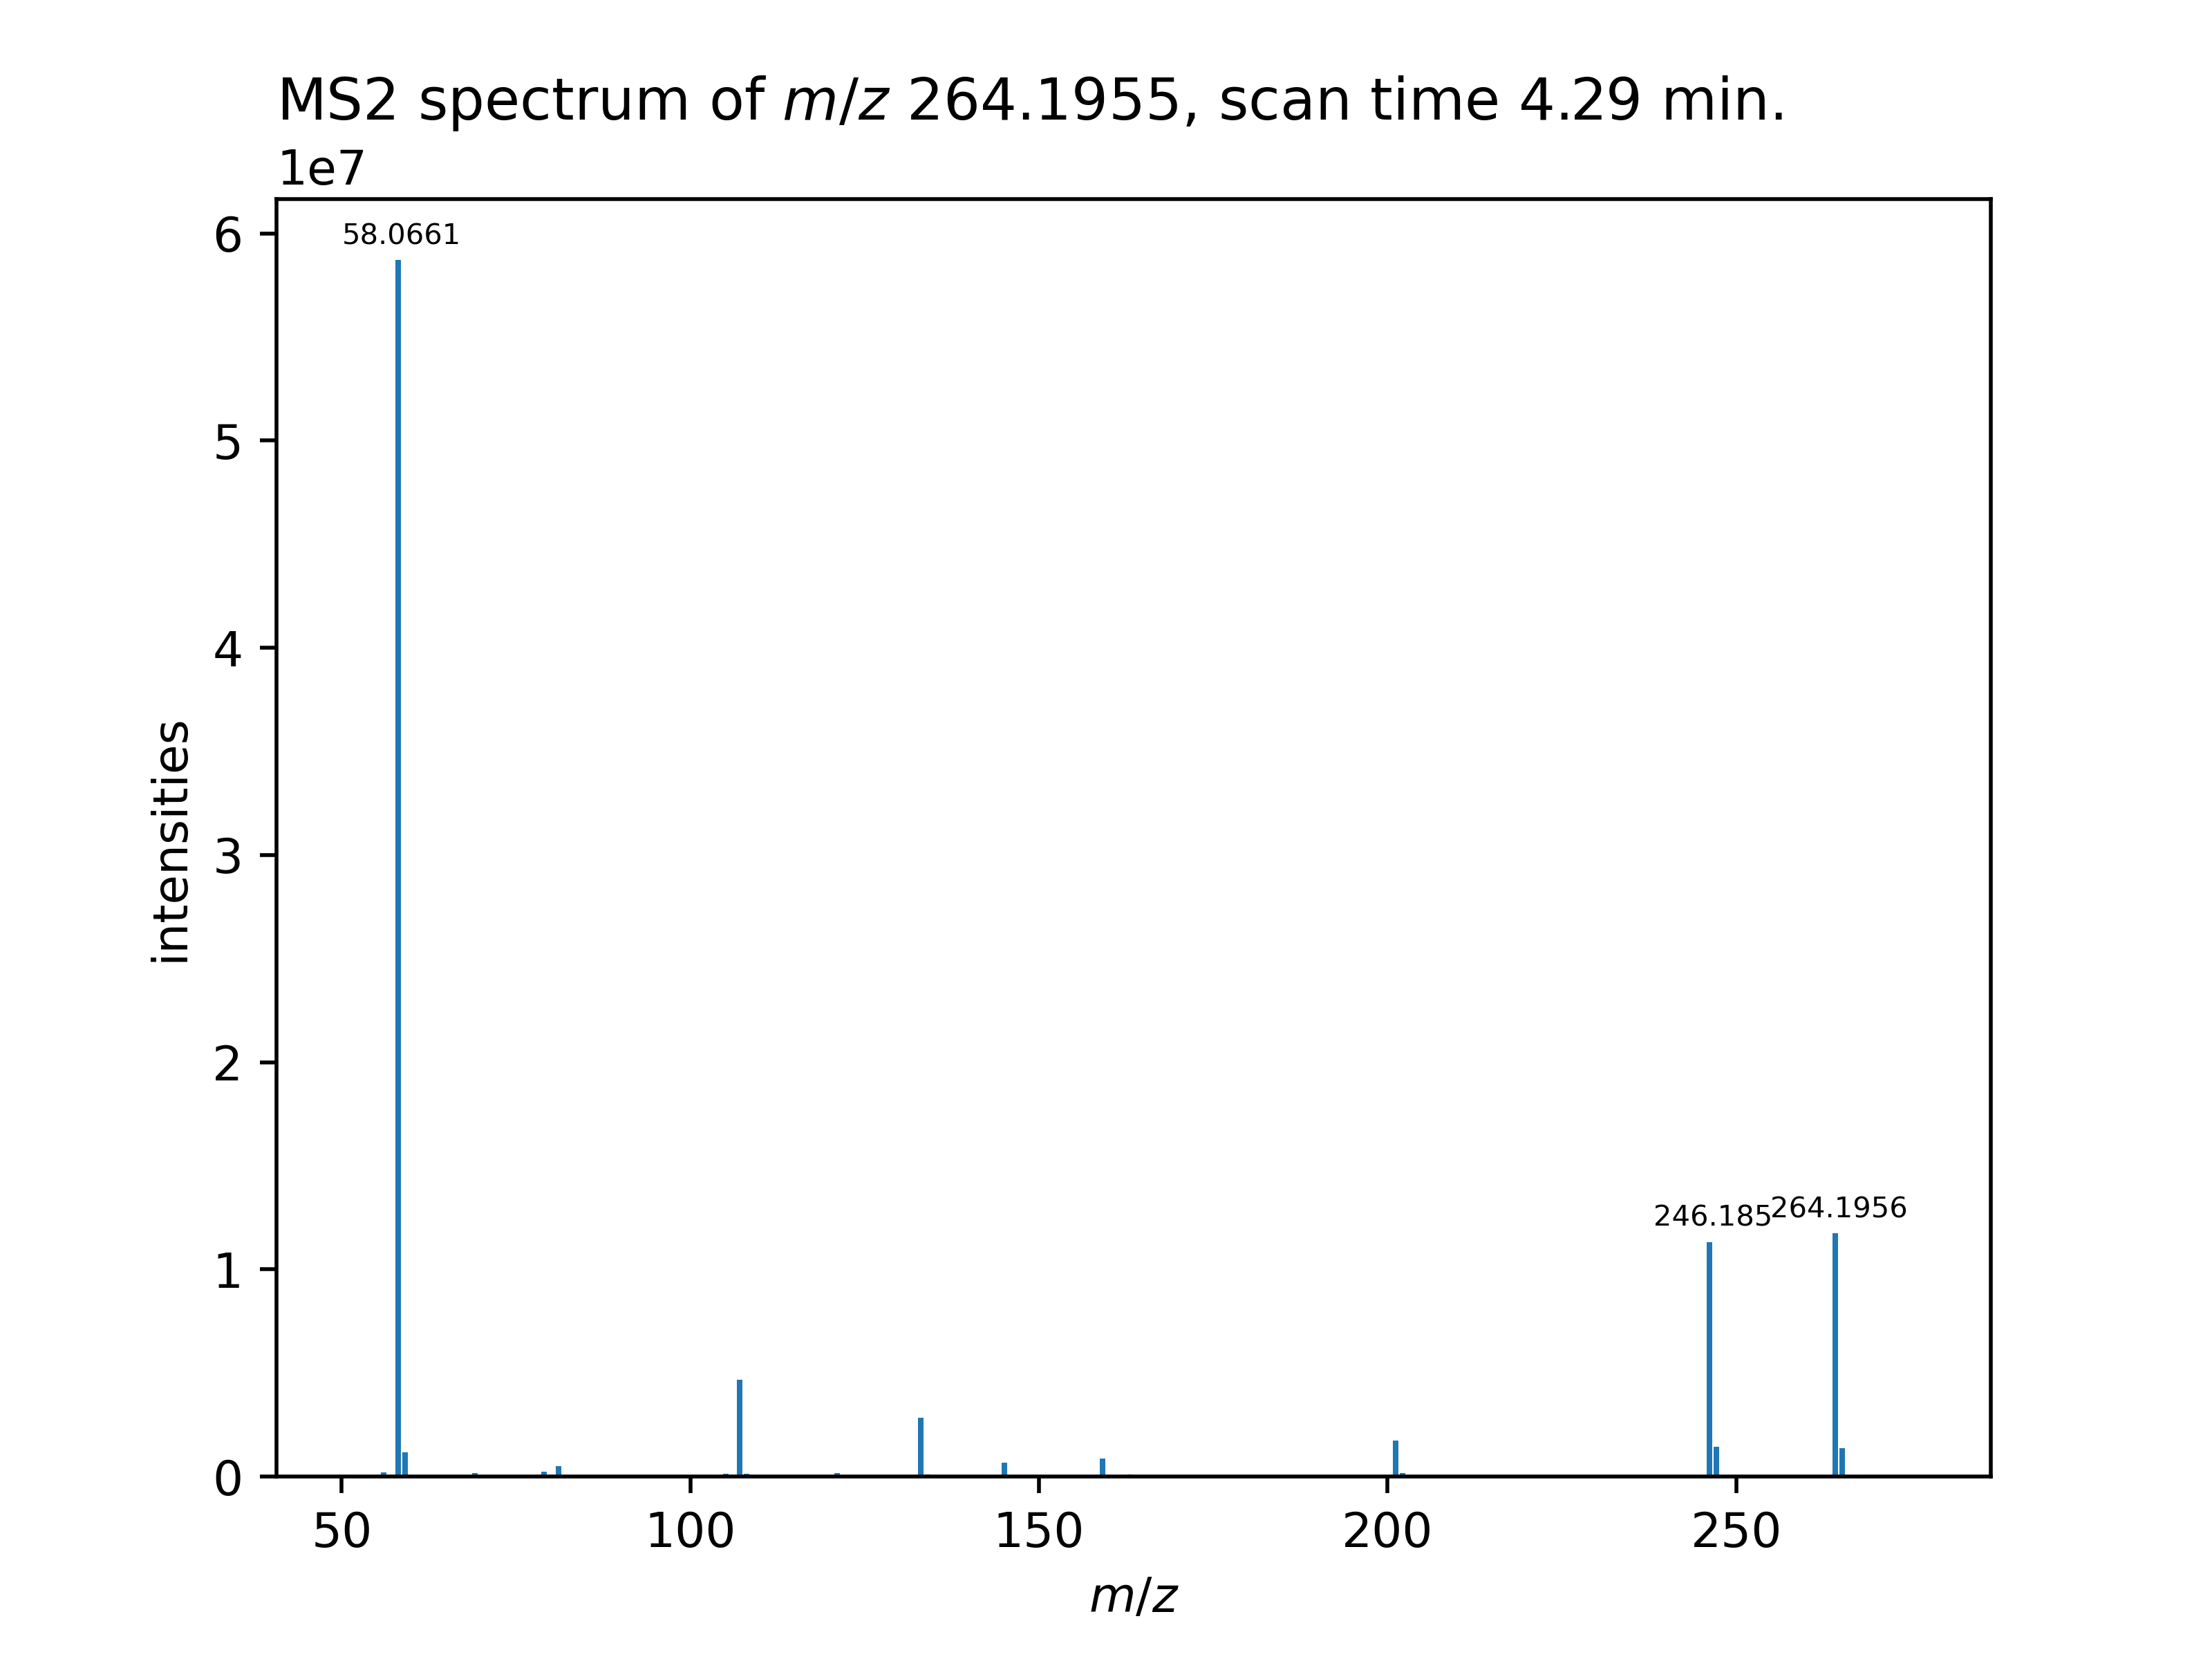 MS2 spectrum of m/z 264.1955, scan time 4.29 min.
1e7
58.0661
246.185
264.1956
6
5
4
3
2
1
0
intensities
50 100 150 200 250
m/z